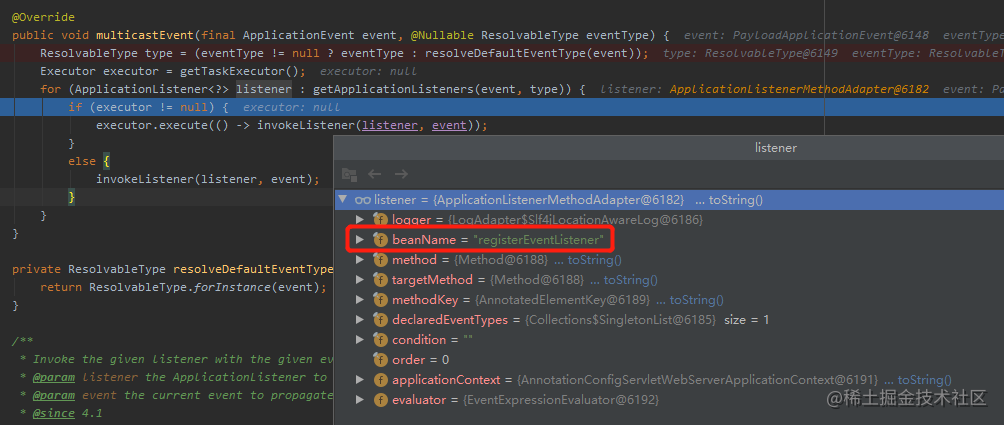 @Override
public void multicastEvent(final ApplicationEvent event, @Nullable ResolvableType eventType) { event: PayloadApplicationEvent@6148 eventTyp
ResolvableType type = (eventType != null ? eventType : resolveDefaultEventType(event)); type: ResolvableType@6149 eventType: ResolvableT
Executor executor = getTaskExecutor(); executor: null
for (ApplicationListener<?> listener : getApplicationListeners(event, type)) { listener: ApplicationListenerMethodAdapter@6182 event: Pa
if (executor != null) { executor: null
executor.execute(() -> invokeListener(listener, event));
}
else {
invokeListener(listener, event);
}
}
}
private ResolvableType resolveDefaultEventType
return ResolvableType.forInstance(event);
}
/**
* Invoke the given listener with the given ev
* @param listener the ApplicationListener to
* @param event the current event to propagate
* @since 4.1
listener
listener = {ApplicationListenerMethodAdapter@6182} ... toString()
logger = {LogAdapter$Slf4jLocationAwareLog@6186}
beanName = "registerEventListener"
method = {Method@6188} ... toString()
targetMethod = {Method@6188} ... toString()
methodKey = {AnnotatedElementKey@6189} ... toString()
declaredEventTypes = {Collections$SingletonList@6185} size = 1
condition = ""
order = 0
applicationContext = {AnnotationConfigServletWebServerApplicationContext@6191} ... toString()
evaluator = {EventExpressionEvaluator@6192}
@稀土掘金技术社区